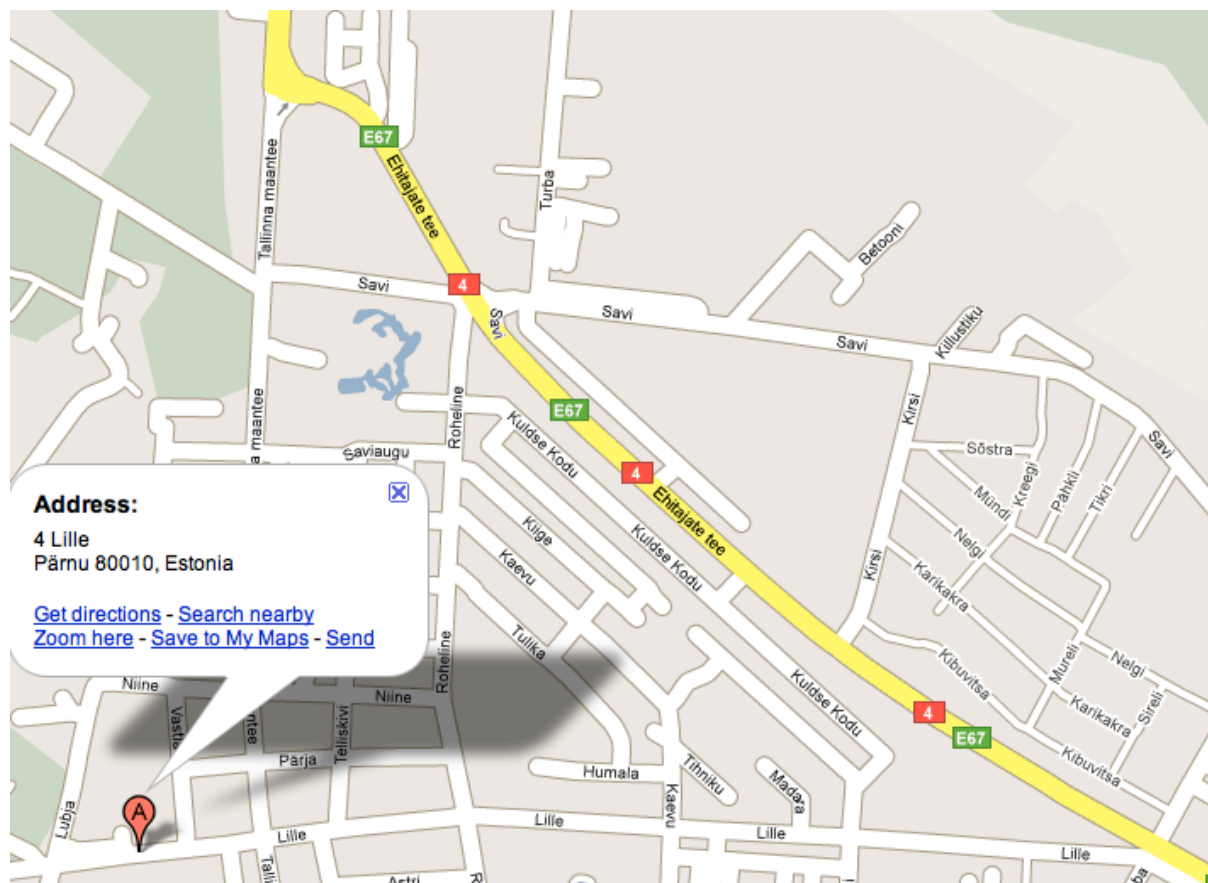 E67
Ehitajate tee
Tallinna maantee
Turba
Betooni
Savi
4
Savi
Savi
Savi
Killustiku
Roheline
E67
Kirsi
Kuldse Kodu
Saviaugu
maantee
Sõstra
Kreegi
Pähkli
Tikri
Savi
Mündi
4
Ehitajate tee
Address:
4 Lille
Pärnu 80010, Estonia
Get directions - Search nearby
Zoom here - Save to My Maps - Send
Kiige
Kaevu
Kuldse Kodu
Kirsi
Nelgi
Karikakra
Tulika
Roheline
Kibuvitsa
Mureli
Nelgi
Niine
Niine
Telliskivi
Kuldse Kodu
Karikakra
Sireli
4
E67
Kibuvitsa
Pärja
Humala
Tihniku
Madara
Kaevu
A
Lille
Lille
Lille
Lille
Astri